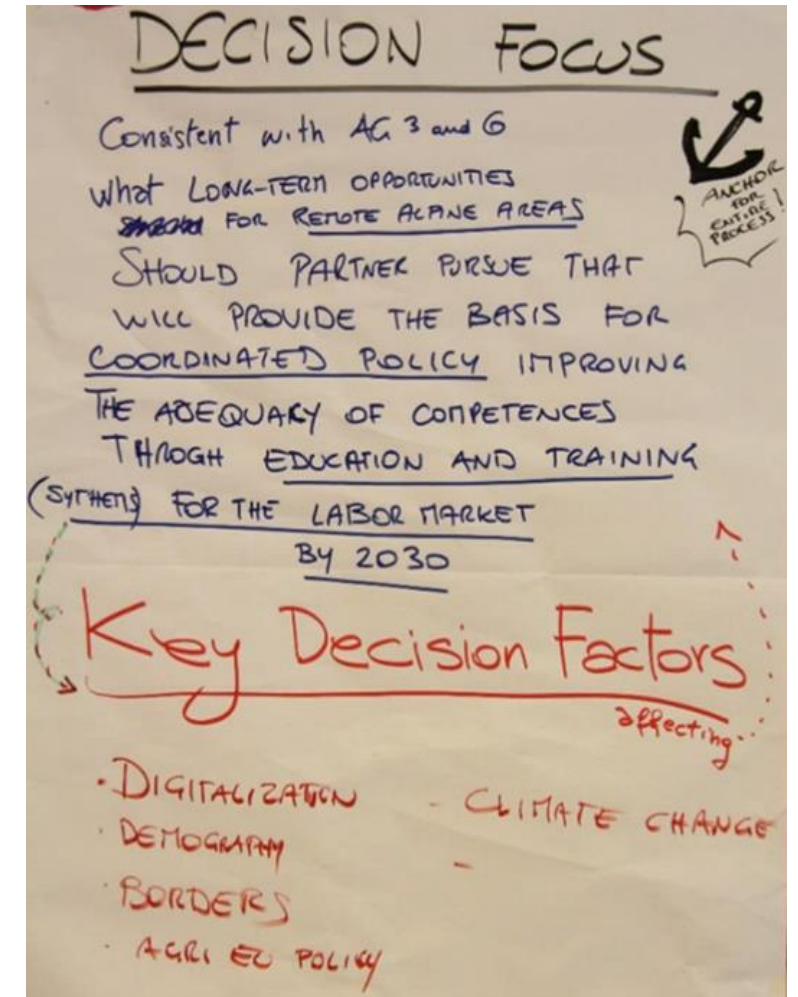 DECISION FOCUS
Consistent with AG 3 and 6
What LONG-TERM OPPORTUNITIES
FOR REMOTE ALPINE AREAS
SHOULD PARTNER PURSUE THAT
WILL PROVIDE THE BASIS FOR
COORDINATED POLICY IMPROVING
THE ADEQUARY OF COMPETENCES
THROGH EDUCATION AND TRAINING
FOR THE LABOR MARKET
BY 2030
ANCHOR
FOR
ENTIRE
PROCESS!
Key Decision Factors
affecting
· DIGITALIZATION
· DEMOGRAPHY
· BORDERS
· AGRI EU POLICY
- CLIMATE CHANGE
-